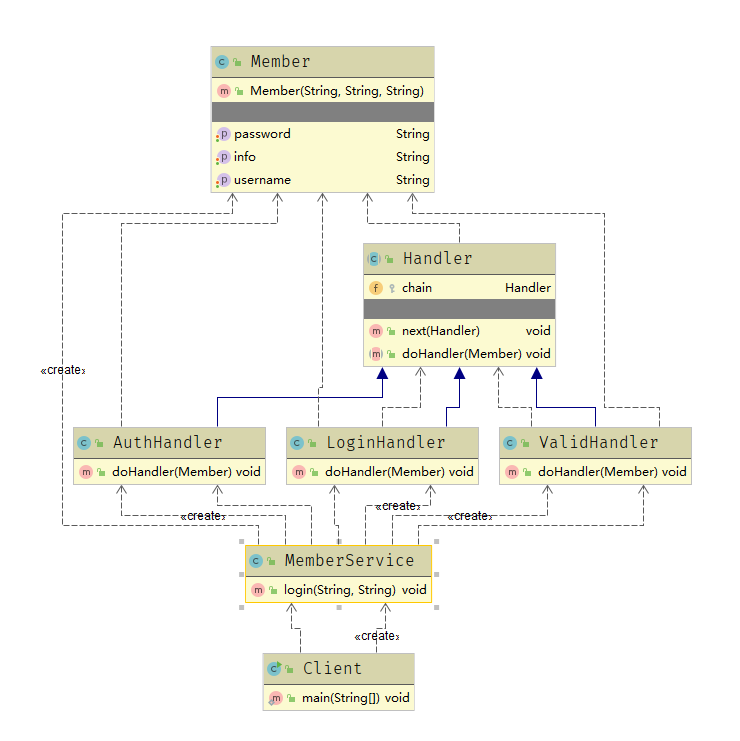 Member
Member(String, String, String)
password String
info String
username String
Handler
chain Handler
next(Handler) void
doHandler(Member) void
«create»
AuthHandler
doHandler(Member) void
LoginHandler
doHandler(Member) void
ValidHandler
doHandler(Member) void
«create»
«create»
«create»
MemberService
login(String, String) void
«create»
Client
main(String[]) void